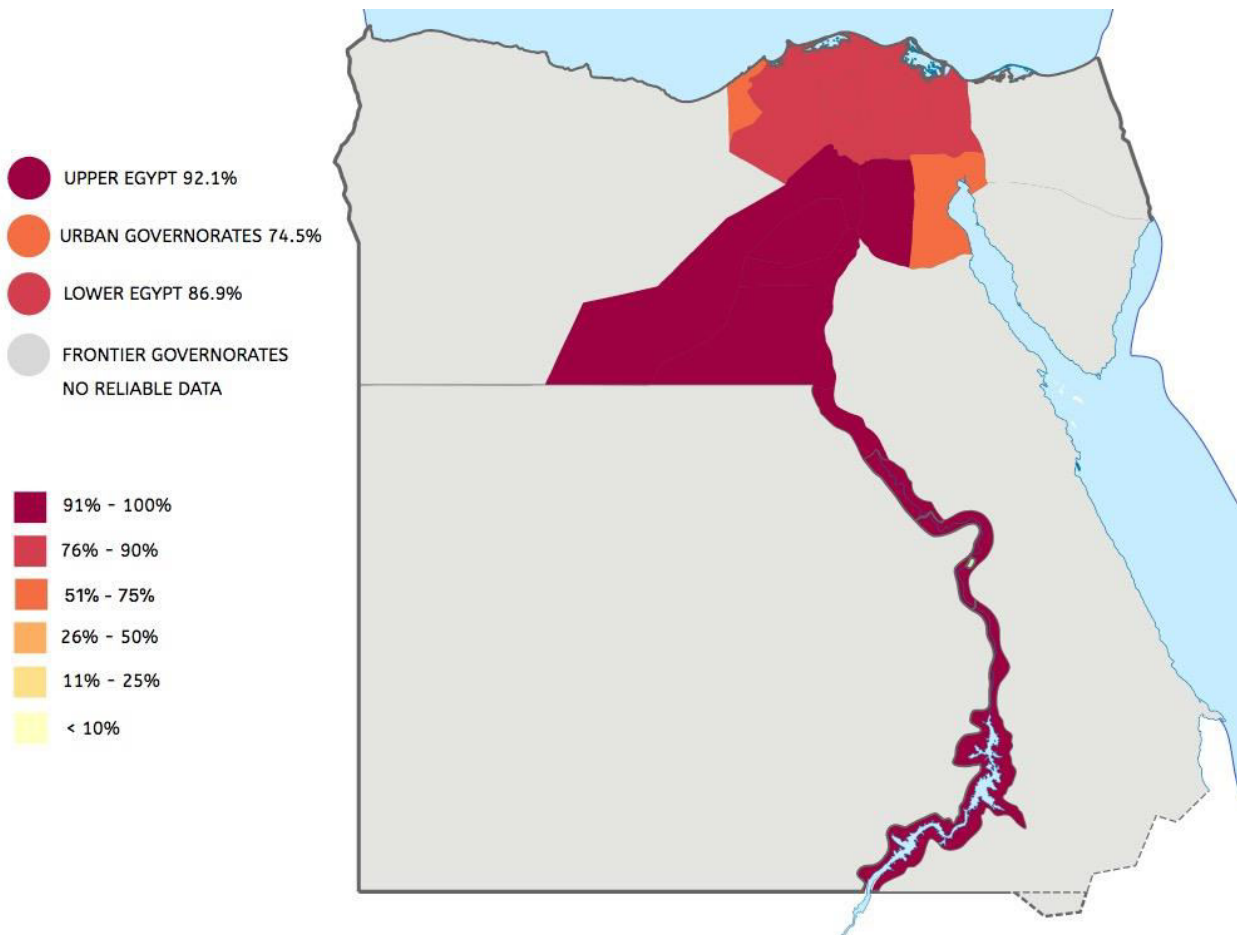 UPPER EGYPT 92.1%
URBAN GOVERNORATES 74.5%
LOWER EGYPT 86.9%
FRONTIER GOVERNORATES
NO RELIABLE DATA
91% - 100%
76% - 90%
51% - 75%
26% - 50%
11% - 25%
< 10%